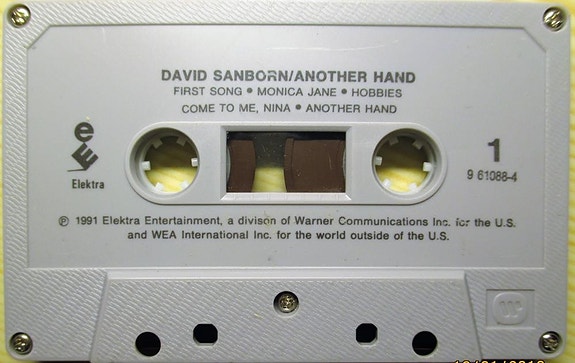 DAVID SANBORN/ANOTHER HAND
FIRST SONG • MONICA JANE • HOBBIES
COME TO ME, NINA • ANOTHER HAND
e
Elektra
1
9 61088-4
℗ 1991 Elektra Entertainment, a division of Warner Communications Inc. for the U.S.
and WEA International Inc. for the world outside of the U.S.